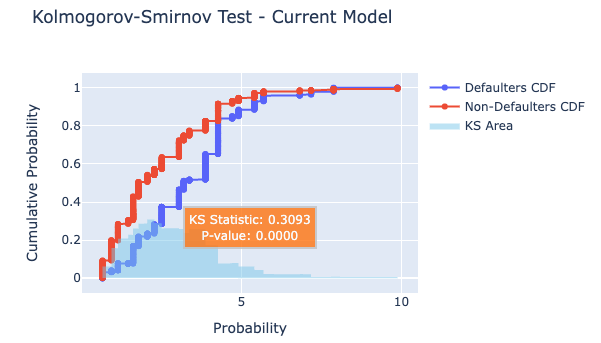 Kolmogorov-Smirnov Test - Current Model
Defaulters CDF
Non-Defaulters CDF
KS Area
Cumulative Probability
1
0.8
0.6
0.4
0.2
0
KS Statistic: 0.3093
P-value: 0.0000
5
10
Probability